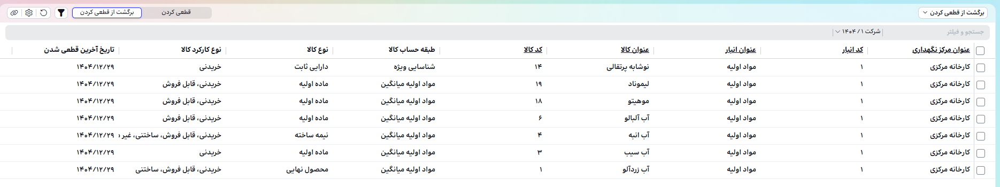 برگشت از قطعی کردن قطعی کردن برگشت از قطعی کردن
جستجو و فیلتر شرکت ۱ / ۱۴۰۴
عنوان مرکز نگهداری کد انبار عنوان انبار عنوان کالا کد کالا طبقه حساب کالا نوع کالا نوع کارکرد کالا تاریخ آخرین قطعی شدن
کارخانه مرکزی ۱ مواد اولیه نوشابه پرتقالی ۱۴ شناسایی ویژه دارایی ثابت خریدنی ۱۴۰۴/۱۲/۲۹
کارخانه مرکزی ۱ مواد اولیه لیموناد ۱۹ مواد اولیه میانگین ماده اولیه خریدنی، قابل فروش ۱۴۰۴/۱۲/۲۹
کارخانه مرکزی ۱ مواد اولیه موهیتو ۱۸ مواد اولیه میانگین ماده اولیه خریدنی، قابل فروش ۱۴۰۴/۱۲/۲۹
کارخانه مرکزی ۱ مواد اولیه آب آلبالو ۶ مواد اولیه میانگین ماده اولیه خریدنی، قابل فروش ۱۴۰۴/۱۲/۲۹
کارخانه مرکزی ۱ مواد اولیه آب انبه ۴ مواد اولیه میانگین نیمه ساخته خریدنی، قابل فروش، ساختنی، غیر ۱۴۰۴/۱۲/۲۹
کارخانه مرکزی ۱ مواد اولیه آب سیب ۳ مواد اولیه میانگین ماده اولیه خریدنی ۱۴۰۴/۱۲/۲۹
کارخانه مرکزی ۱ مواد اولیه آب زردآلو ۱ مواد اولیه میانگین محصول نهایی خریدنی، قابل فروش، ساختنی ۱۴۰۴/۱۲/۲۹